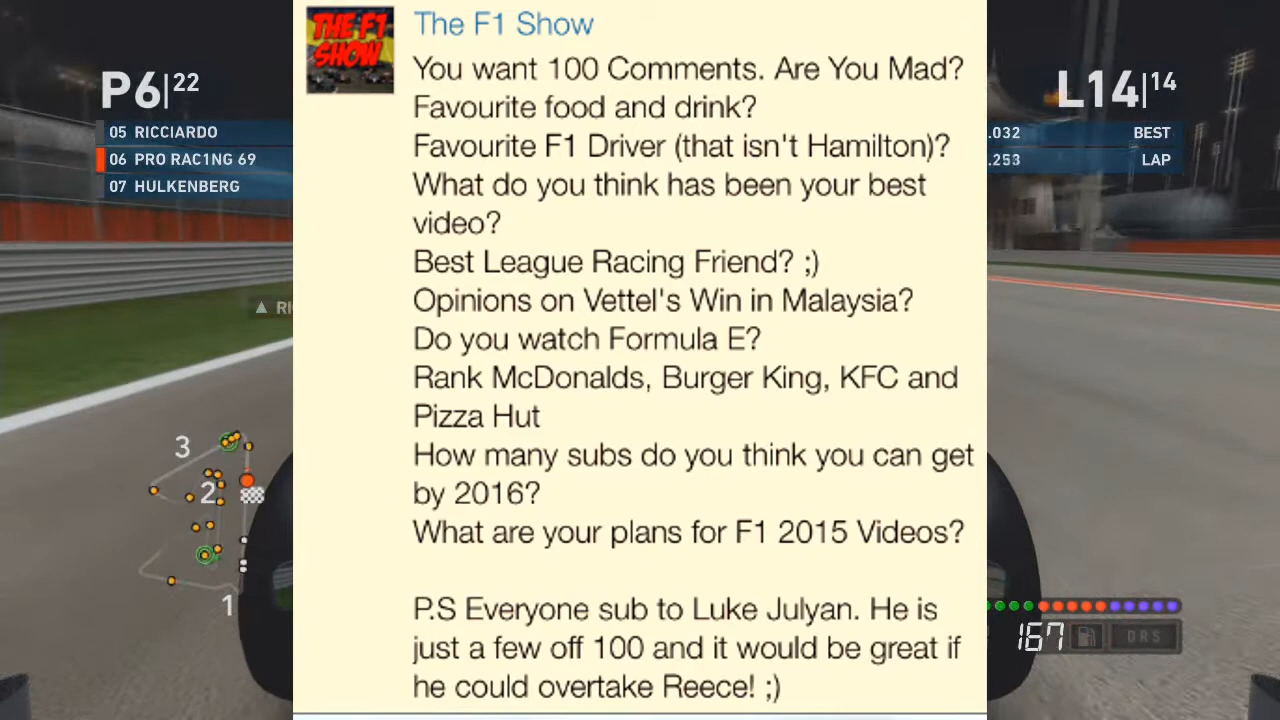 THE F1
SHOW
The F1 Show
You want 100 Comments. Are You Mad?
Favourite food and drink?
Favourite F1 Driver (that isn't Hamilton)?
What do you think has been your best
video?
Best League Racing Friend? ;)
Opinions on Vettel's Win in Malaysia?
Do you watch Formula E?
Rank McDonalds, Burger King, KFC and
Pizza Hut
How many subs do you think you can get
by 2016?
What are your plans for F1 2015 Videos?
P.S Everyone sub to Luke Julyan. He is
just a few off 100 and it would be great if
he could overtake Reece! ;)
P6|22
05 RICCIARDO
06 PRO RAC1NG 69
07 HULKENBERG
▲ RI
3
2
1
L14|14
.032 BEST
.253 LAP
167
DRS